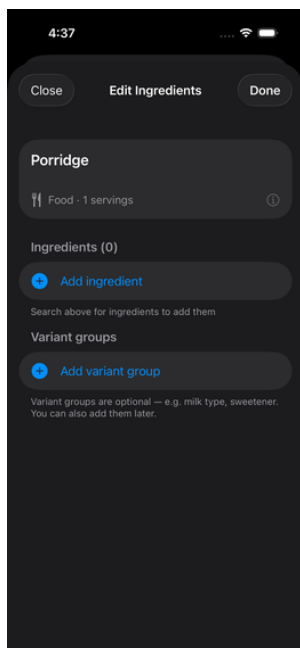 4:37
Close
Edit Ingredients
Done
Porridge
Food · 1 servings
Ingredients (0)
Add ingredient
Search above for ingredients to add them
Variant groups
Add variant group
Variant groups are optional — e.g. milk type, sweetener.
You can also add them later.